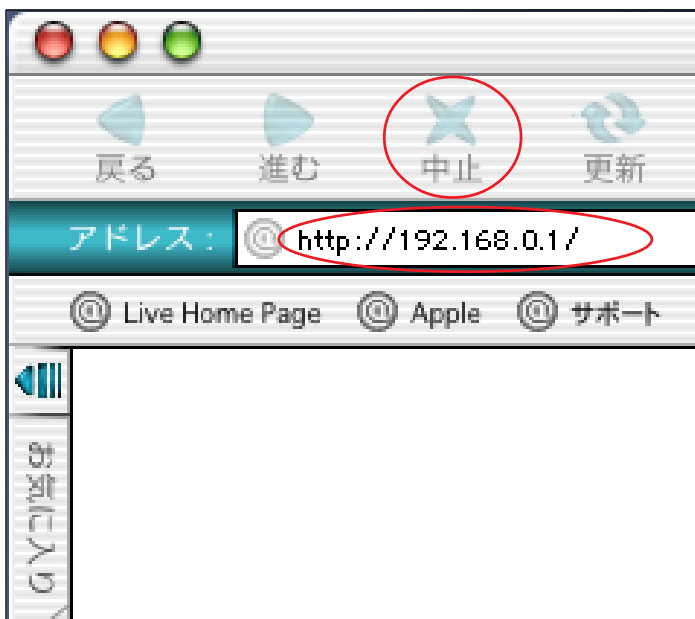 戻る 進む 中止 更新
アドレス : @ http://192.168.0.1/
@ Live Home Page @ Apple @ サポート
お気に入り